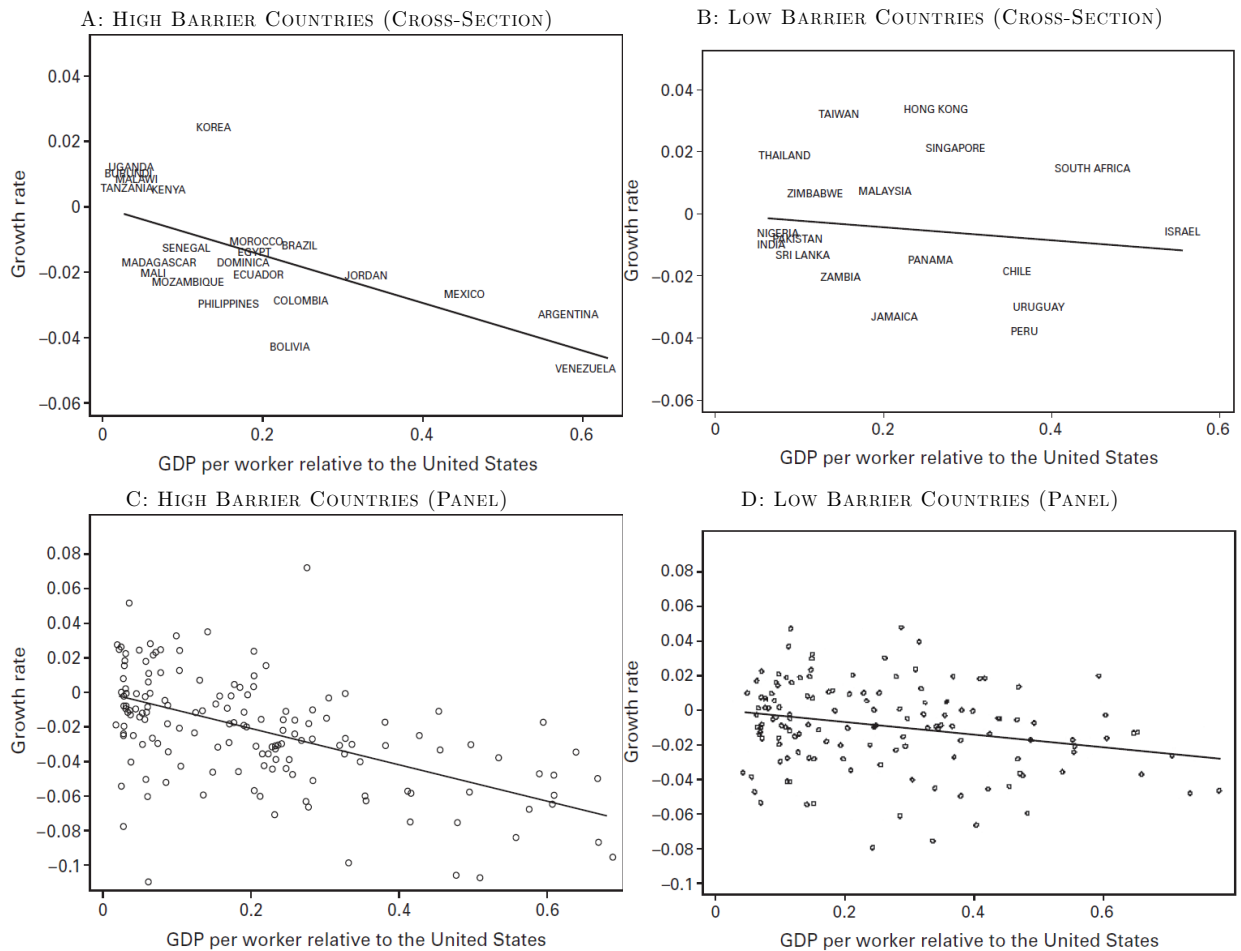 A: HIGH BARRIER COUNTRIES (CROSS-SECTION)
0.04
0.02
0
−0.02
−0.04
−0.06
Growth rate
KOREA
UGANDA
BURUNDI
MALAWI
TANZANIA
KENYA
MOROCCO
BRAZIL
SENEGAL
EGYPT
MADAGASCAR
DOMINICA
MALI
ECUADOR
JORDAN
MOZAMBIQUE
MEXICO
PHILIPPINES
COLOMBIA
ARGENTINA
BOLIVIA
VENEZUELA
0 0.2 0.4 0.6
GDP per worker relative to the United States
B: LOW BARRIER COUNTRIES (CROSS-SECTION)
0.04
0.02
0
−0.02
−0.04
−0.06
Growth rate
TAIWAN
HONG KONG
THAILAND
SINGAPORE
SOUTH AFRICA
ZIMBABWE
MALAYSIA
NIGERIA
PAKISTAN
INDIA
ISRAEL
SRI LANKA
PANAMA
ZAMBIA
CHILE
JAMAICA
URUGUAY
PERU
0 0.2 0.4 0.6
GDP per worker relative to the United States
C: HIGH BARRIER COUNTRIES (PANEL)
0.08
0.06
0.04
0.02
0
−0.02
−0.04
−0.06
−0.08
−0.1
Growth rate
0 0.2 0.4 0.6
GDP per worker relative to the United States
D: LOW BARRIER COUNTRIES (PANEL)
0.08
0.06
0.04
0.02
0
−0.02
−0.04
−0.06
−0.08
−0.1
Growth rate
0 0.2 0.4 0.6
GDP per worker relative to the United States